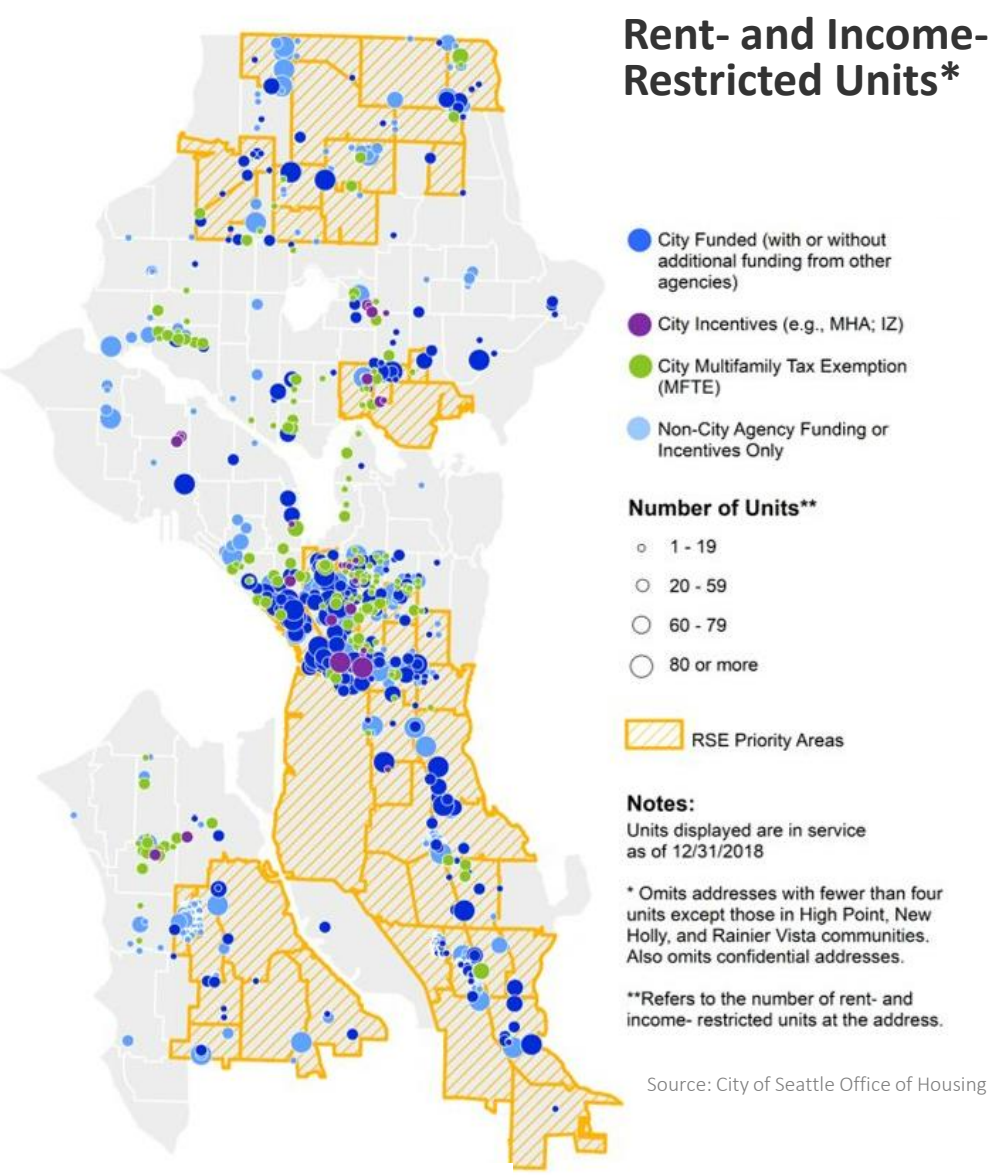 Rent- and Income-
Restricted Units*
City Funded (with or without
additional funding from other
agencies)
City Incentives (e.g., MHA; IZ)
City Multifamily Tax Exemption
(MFTE)
Non-City Agency Funding or
Incentives Only
Number of Units**
1 - 19
20 - 59
60 - 79
80 or more
RSE Priority Areas
Notes:
Units displayed are in service
as of 12/31/2018
* Omits addresses with fewer than four
units except those in High Point, New
Holly, and Rainier Vista communities.
Also omits confidential addresses.
**Refers to the number of rent- and
income- restricted units at the address.
Source: City of Seattle Office of Housing